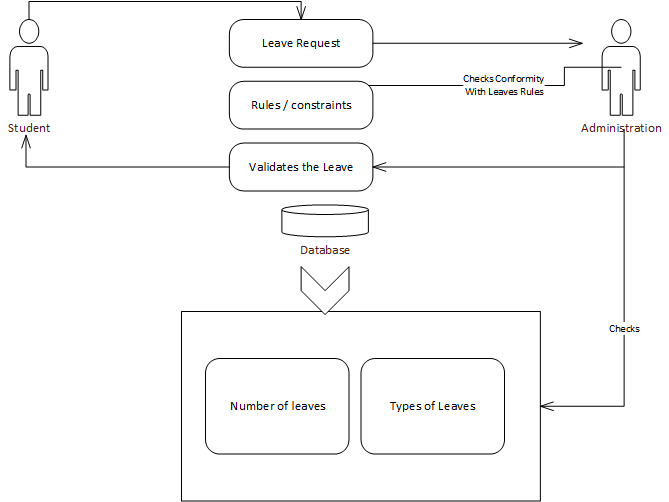 Leave Request
Checks Conformity
With Leaves Rules
Rules / constraints
Student
Administration
Validates the Leave
Database
Checks
Number of leaves
Types of Leaves